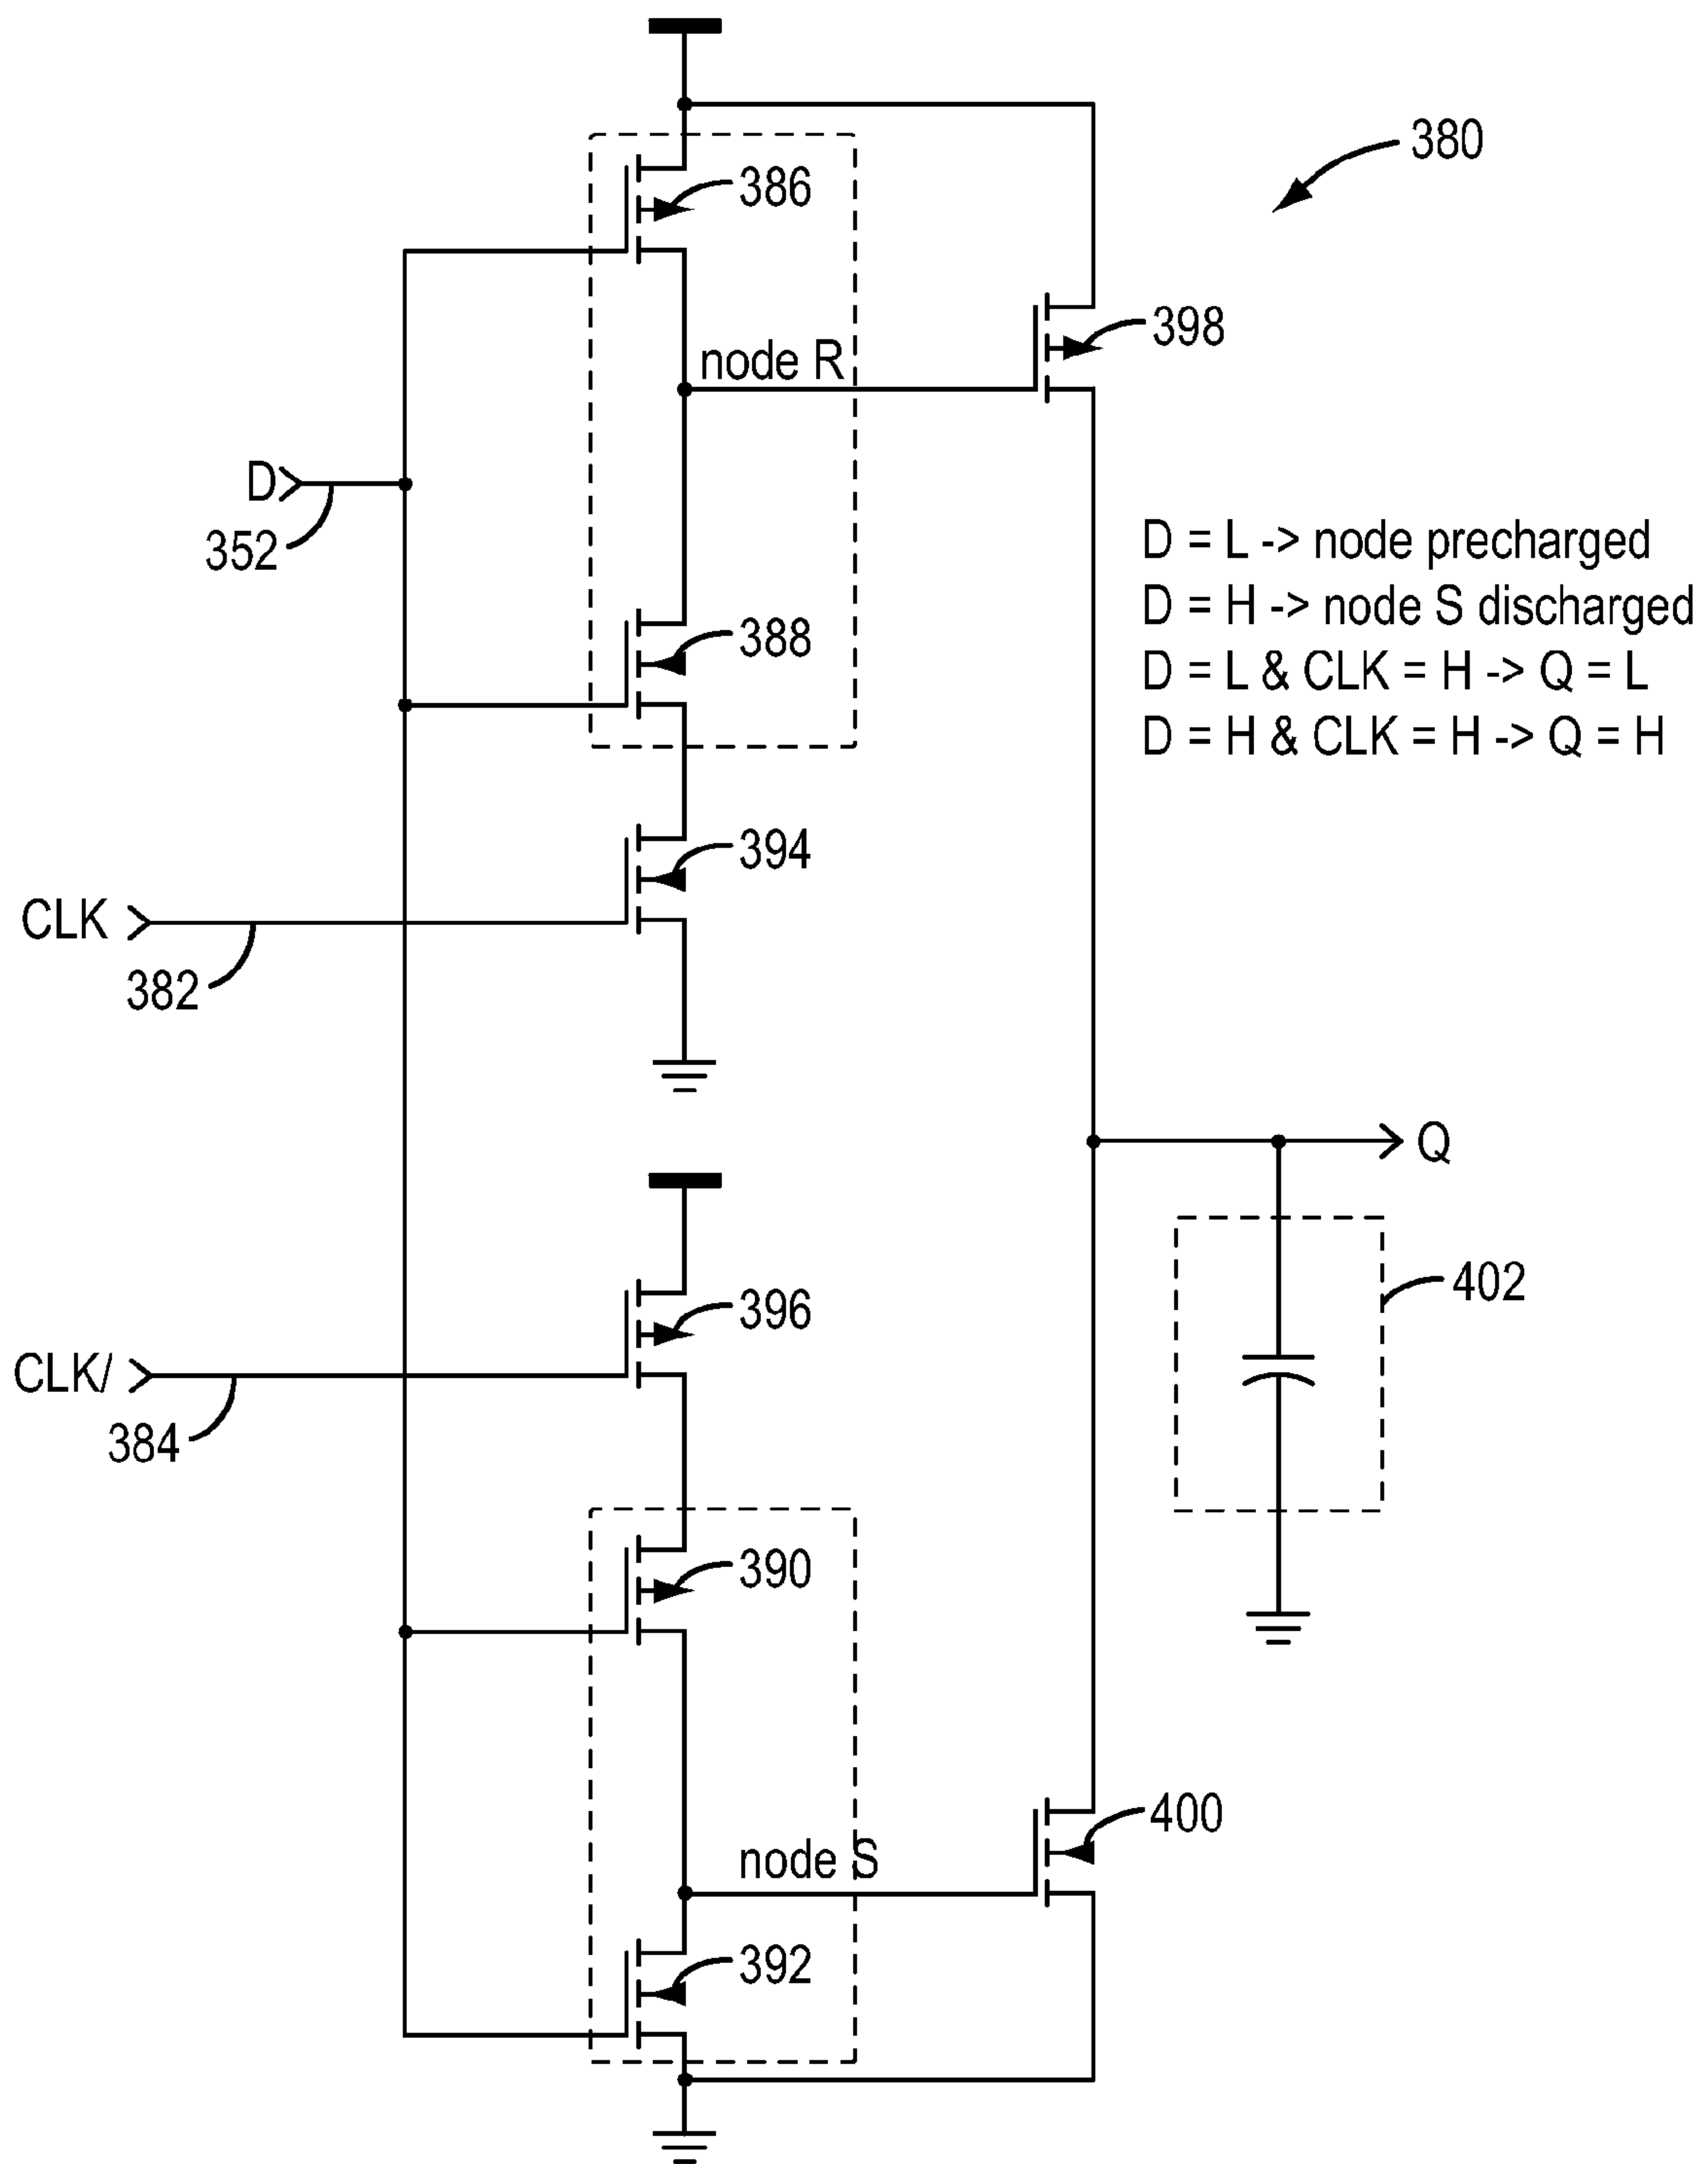 380
386
398
node R
D
352
D = L -> node precharged
D = H -> node S discharged
D = L & CLK = H -> Q = L
D = H & CLK = H -> Q = H
388
394
CLK
382
Q
396
402
CLK/
384
390
400
node S
392